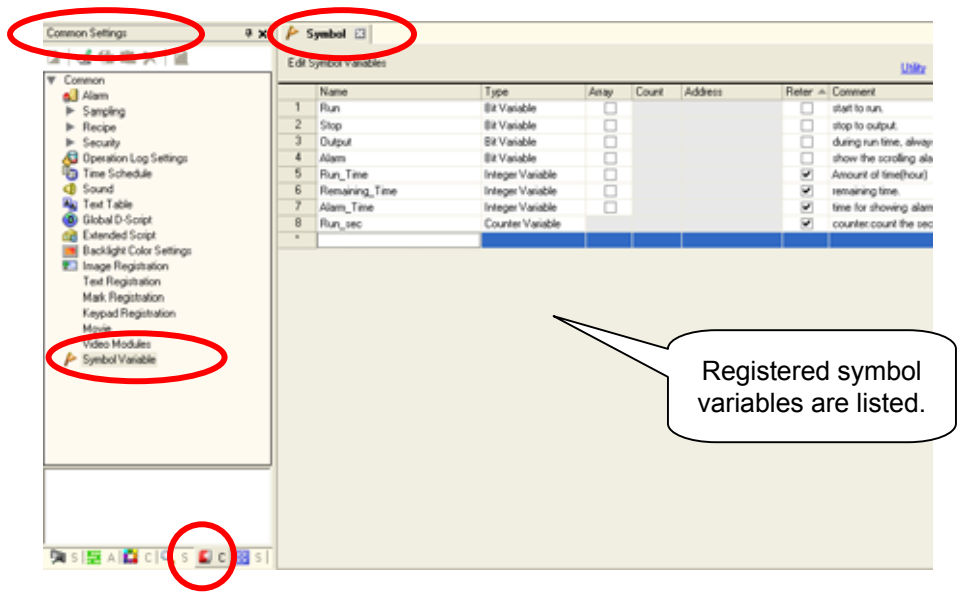 Common Settings
Symbol
Edit Symbol Variables
Utility
Common
Alarm
Sampling
Recipe
Security
Operation Log Settings
Time Schedule
Sound
Text Table
Global D-Script
Extended Script
Backlight Color Settings
Image Registration
Text Registration
Mark Registration
Keypad Registration
Movie
Video Modules
Symbol Variable
Name Type Array Count Address Reter Comment
1 Run Bit Variable start to run.
2 Stop Bit Variable stop to output.
3 Output Bit Variable during run time, alway
4 Alarm Bit Variable show the scrolling ala
5 Run_Time Integer Variable Amount of time(hour)
6 Remaining_Time Integer Variable remaining time.
7 Alarm_Time Integer Variable time for showing alarm
8 Run_sec Counter Variable counter:count the sec
*
Registered symbol
variables are listed.
S A C S C S